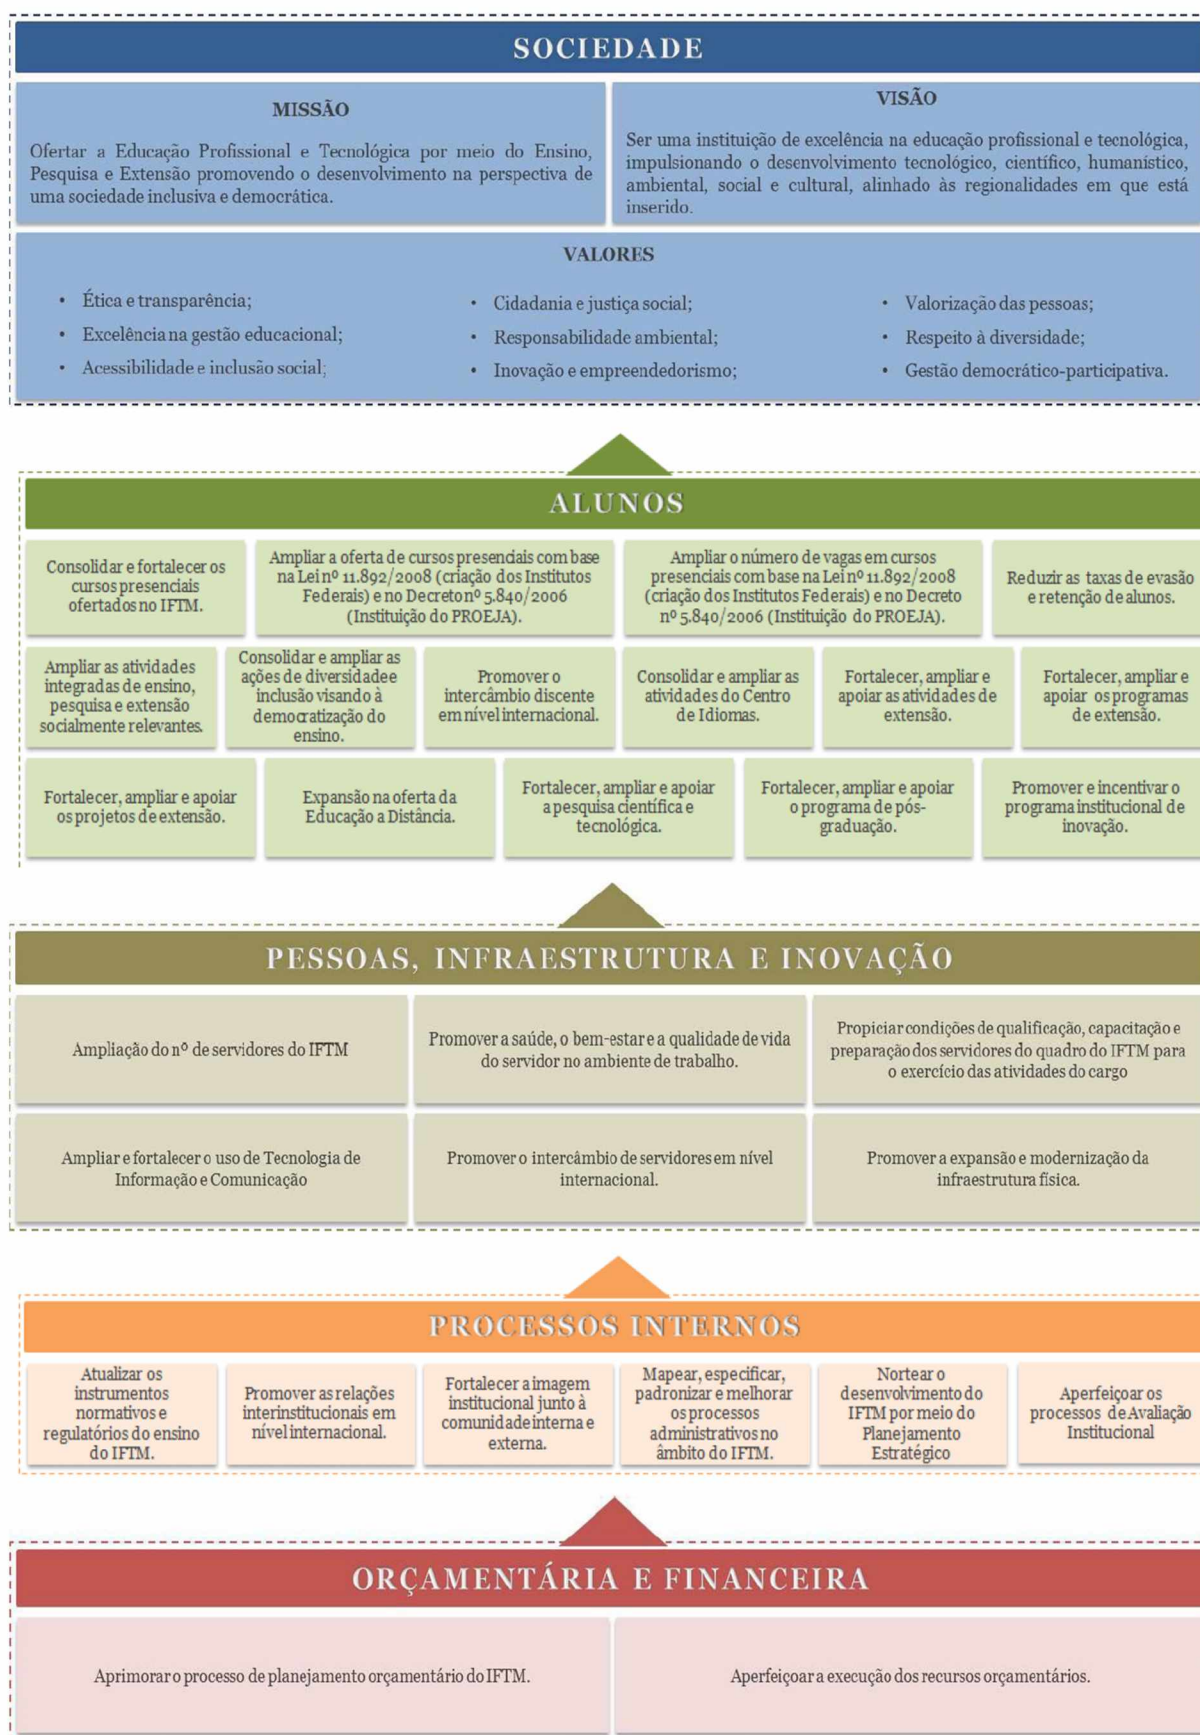 SOCIEDADE
MISSÃO
Ofertar a Educação Profissional e Tecnológica por meio do Ensino,
Pesquisa e Extensão promovendo o desenvolvimento na perspectiva de
uma sociedade inclusiva e democrática.
VISÃO
Ser uma instituição de excelência na educação profissional e tecnológica,
impulsionando o desenvolvimento tecnológico, científico, humanístico,
ambiental, social e cultural, alinhado às regionalidades em que está
inserido.
VALORES
• Ética e transparência;
• Excelência na gestão educacional;
• Acessibilidade e inclusão social;
• Cidadania e justiça social;
• Responsabilidade ambiental;
• Inovação e empreendedorismo;
• Valorização das pessoas;
• Respeito à diversidade;
• Gestão democrático-participativa.
ALUNOS
Consolidar e fortalecer os
cursos presenciais
ofertados no IFTM.
Ampliar a oferta de cursos presenciais com base
na Lei nº 11.892/2008 (criação dos Institutos
Federais) e no Decreto nº 5.840/2006
(Instituição do PROEJA).
Ampliar o número de vagas em cursos
presenciais com base na Lei nº 11.892/2008
(criação dos Institutos Federais) e no Decreto
nº 5.840/2006 (Instituição do PROEJA).
Reduzir as taxas de evasão
e retenção de alunos.
Ampliar as atividades
integradas de ensino,
pesquisa e extensão
socialmente relevantes.
Consolidar e ampliar as
ações de diversidade e
inclusão visando à
democratização do
ensino.
Promover o
intercâmbio discente
em nível internacional.
Consolidar e ampliar as
atividades do Centro
de Idiomas.
Fortalecer, ampliar e
apoiar as atividades de
extensão.
Fortalecer, ampliar e
apoiar os programas
de extensão.
Fortalecer, ampliar e apoiar
os projetos de extensão.
Expansão na oferta da
Educação a Distância.
Fortalecer, ampliar e apoiar
a pesquisa científica e
tecnológica.
Fortalecer, ampliar e apoiar
o programa de pós-
graduação.
Promover e incentivar o
programa institucional de
inovação.
PESSOAS, INFRAESTRUTURA E INOVAÇÃO
Ampliação do nº de servidores do IFTM
Promover a saúde, o bem-estar e a qualidade de vida
do servidor no ambiente de trabalho.
Propiciar condições de qualificação, capacitação e
preparação dos servidores do quadro do IFTM para
o exercício das atividades do cargo
Ampliar e fortalecer o uso de Tecnologia de
Informação e Comunicação
Promover o intercâmbio de servidores em nível
internacional.
Promover a expansão e modernização da
infraestrutura física.
PROCESSOS INTERNOS
Atualizar os
instrumentos
normativos e
regulatórios do ensino
do IFTM.
Promover as relações
interinstitucionais em
nível internacional.
Fortalecer a imagem
institucional junto à
comunidade interna e
externa.
Mapear, especificar,
padronizar e melhorar
os processos
administrativos no
âmbito do IFTM.
Nortear o
desenvolvimento do
IFTM por meio do
Planejamento
Estratégico
Aperfeiçoar os
processos de Avaliação
Institucional
ORÇAMENTÁRIA E FINANCEIRA
Aprimorar o processo de planejamento orçamentário do IFTM.
Aperfeiçoar a execução dos recursos orçamentários.